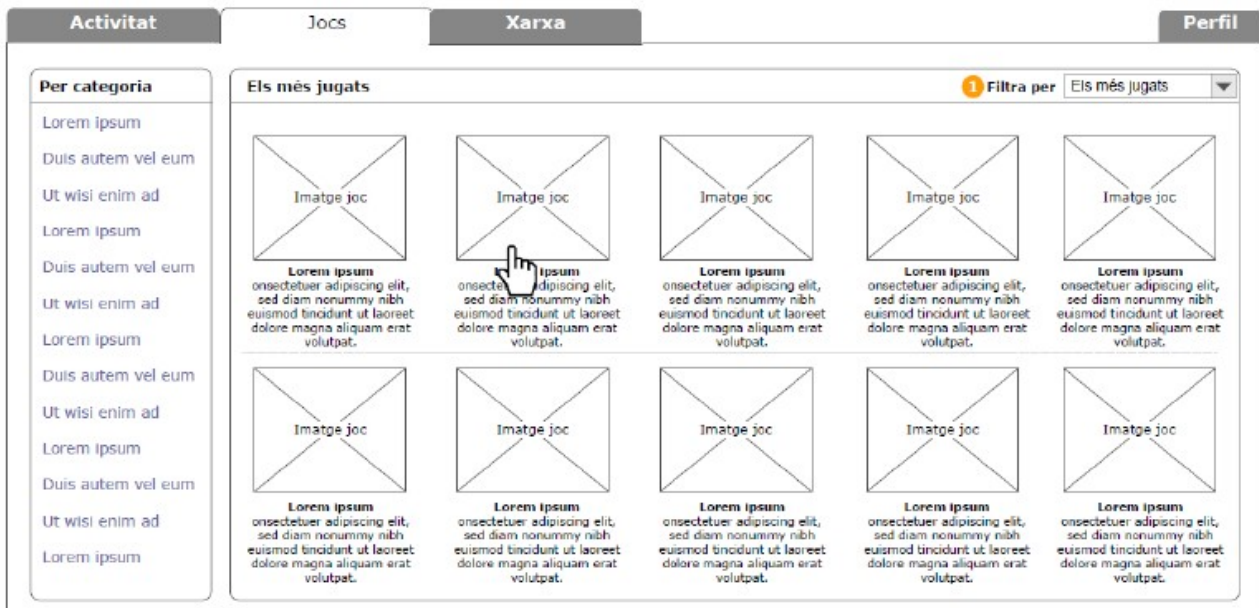 Activitat
Jocs
Xarxa
Perfil
Per categoria
Lorem ipsum
Duis autem vel eum
Ut wisi enim ad
Lorem ipsum
Duis autem vel eum
Ut wisi enim ad
Lorem ipsum
Duis autem vel eum
Ut wisi enim ad
Lorem ipsum
Duis autem vel eum
Ut wisi enim ad
Lorem ipsum
Els més jugats
1 Filtra per Els més jugats
Imatge joc
Lorem ipsum
onsectetuer adipiscing elit,
sed diam nonummy nibh
euismod tincidunt ut laoreet
dolore magna aliquam erat
volutpat.
Imatge joc
ipsum
adipiscing elit,
sed diam nonummy nibh
euismod tincidunt ut laoreet
dolore magna aliquam erat
volutpat.
Imatge joc
Lorem ipsum
onsectetuer adipiscing elit,
sed diam nonummy nibh
euismod tincidunt ut laoreet
dolore magna aliquam erat
volutpat.
Imatge joc
Lorem ipsum
onsectetuer adipiscing elit,
sed diam nonummy nibh
euismod tincidunt ut laoreet
dolore magna aliquam erat
volutpat.
Imatge joc
Lorem ipsum
onsectetuer adipiscing elit,
sed diam nonummy nibh
euismod tincidunt ut laoreet
dolore magna aliquam erat
volutpat.
Imatge joc
Lorem ipsum
onsectetuer adipiscing elit,
sed diam nonummy nibh
euismod tincidunt ut laoreet
dolore magna aliquam erat
volutpat.
Imatge joc
Lorem ipsum
onsectetuer adipiscing elit,
sed diam nonummy nibh
euismod tincidunt ut laoreet
dolore magna aliquam erat
volutpat.
Imatge joc
Lorem ipsum
onsectetuer adipiscing elit,
sed diam nonummy nibh
euismod tincidunt ut laoreet
dolore magna aliquam erat
volutpat.
Imatge joc
Lorem ipsum
onsectetuer adipiscing elit,
sed diam nonummy nibh
euismod tincidunt ut laoreet
dolore magna aliquam erat
volutpat.
Imatge joc
Lorem ipsum
onsectetuer adipiscing elit,
sed diam nonummy nibh
euismod tincidunt ut laoreet
dolore magna aliquam erat
volutpat.